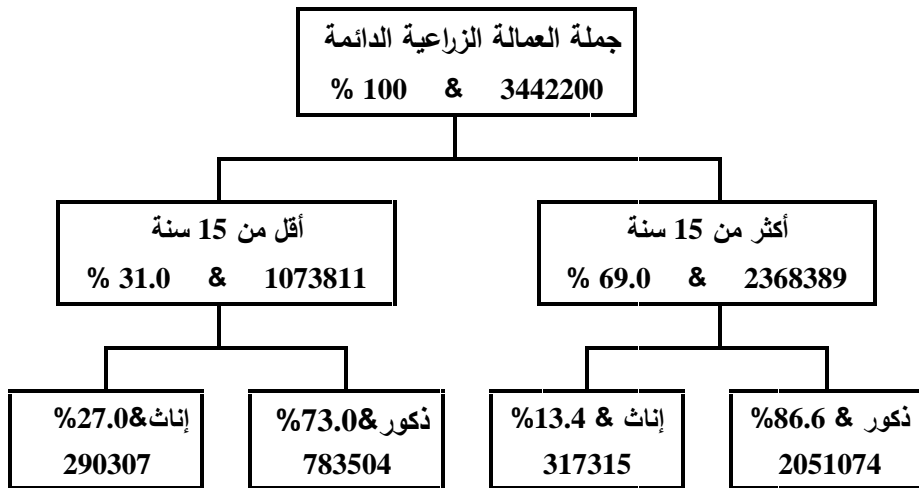 جملة العمالة الزراعية الدائمة
3442200 & 100 %
أكثر من 15 سنة
2368389 & 69.0 %
أقل من 15 سنة
1073811 & 31.0 %
ذكور & 86.6%
2051074
إناث & 13.4%
317315
ذكور&73.0%
783504
إناث&27.0%
290307